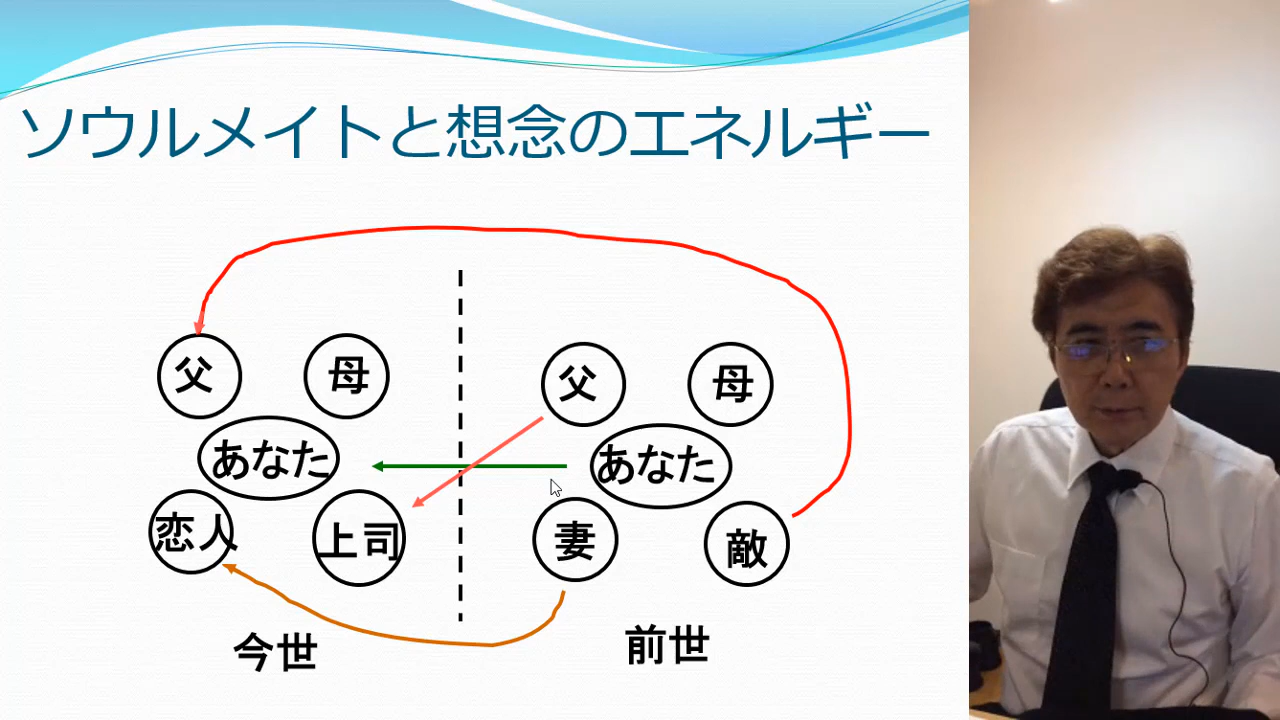 ソウルメイトと想念のエネルギー
父 母
あなた
恋人 上司
今世
父 母
あなた
妻 敵
前世